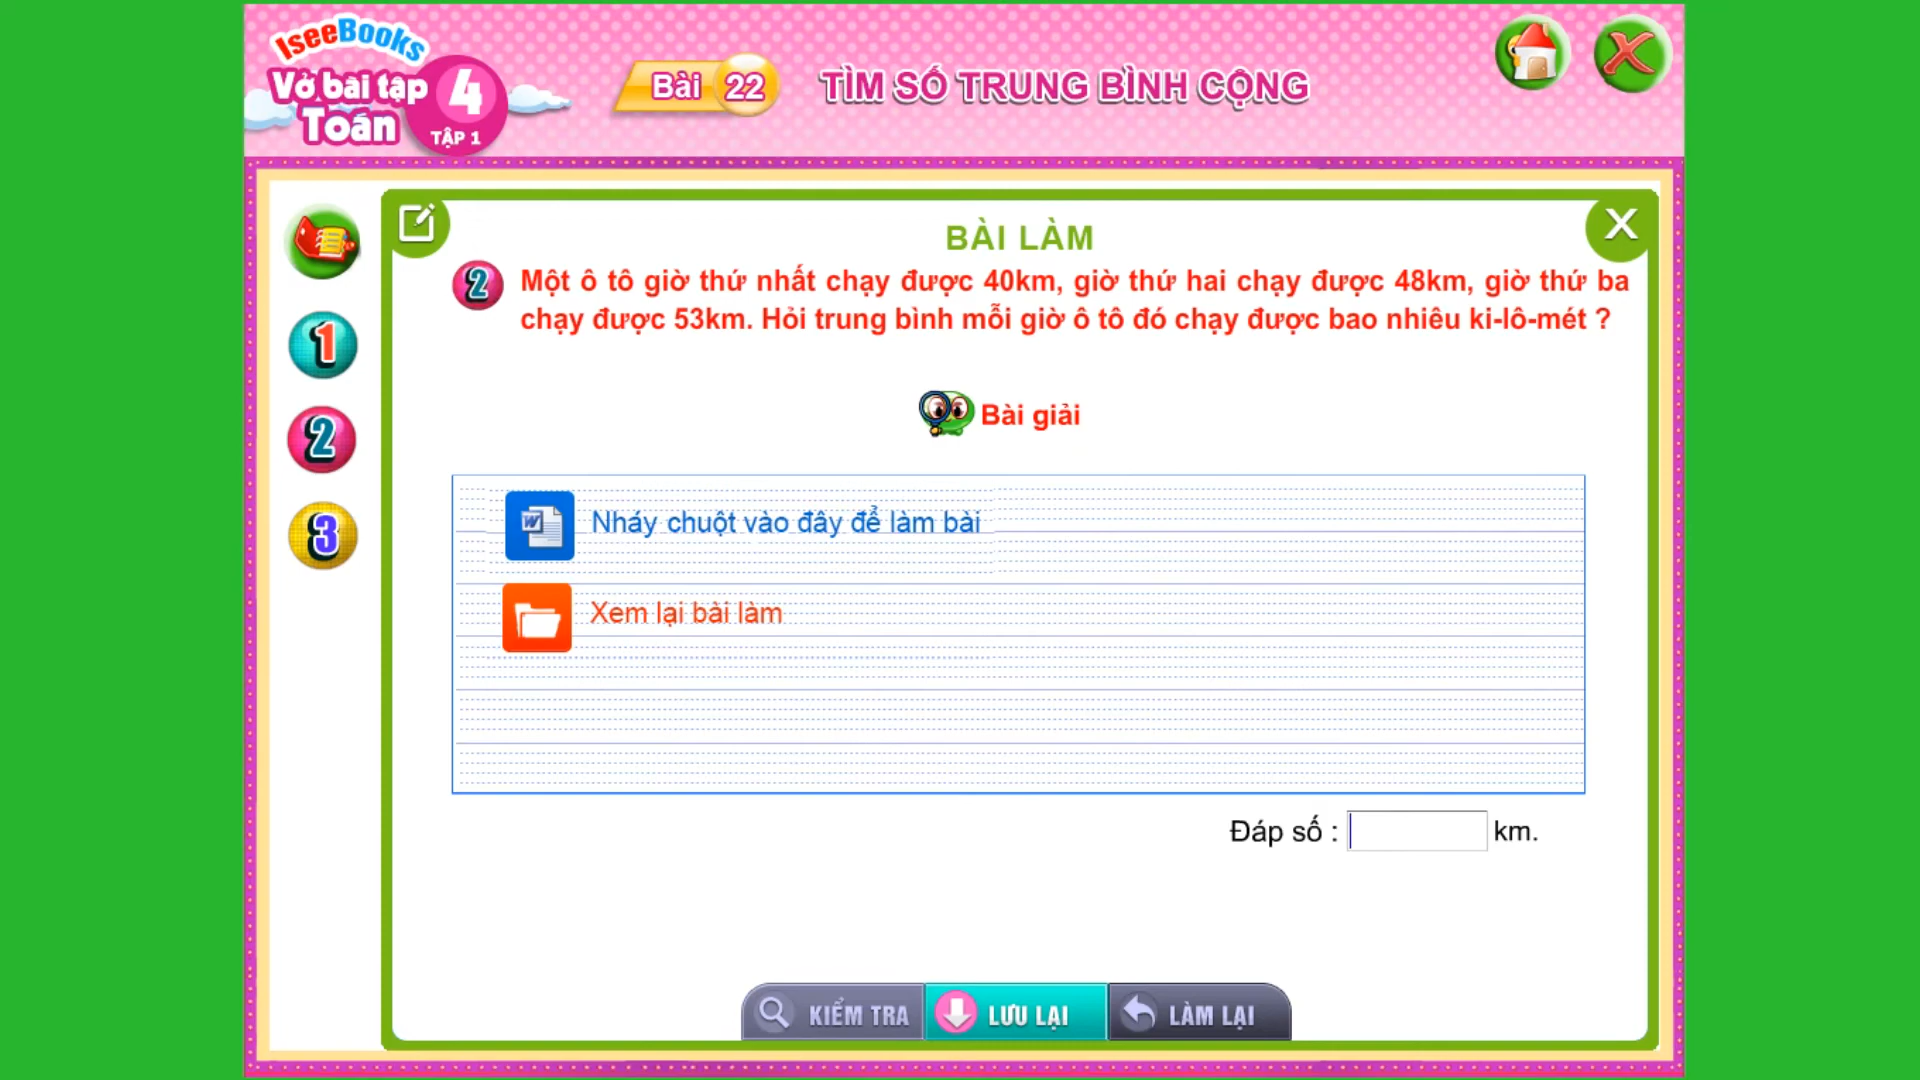 IseeBooks
Vở bài tập
Toán
4
TẬP 1
Bài 22
TÌM SỐ TRUNG BÌNH CỘNG
1
2
3
BÀI LÀM
2 Một ô tô giờ thứ nhất chạy được 40km, giờ thứ hai chạy được 48km, giờ thứ ba
chạy được 53km. Hỏi trung bình mỗi giờ ô tô đó chạy được bao nhiêu ki-lô-mét ?
Bài giải
W
Nháy chuột vào đây để làm bài
Xem lại bài làm
Đáp số : km.
KIỂM TRA
LƯU LẠI
LÀM LẠI